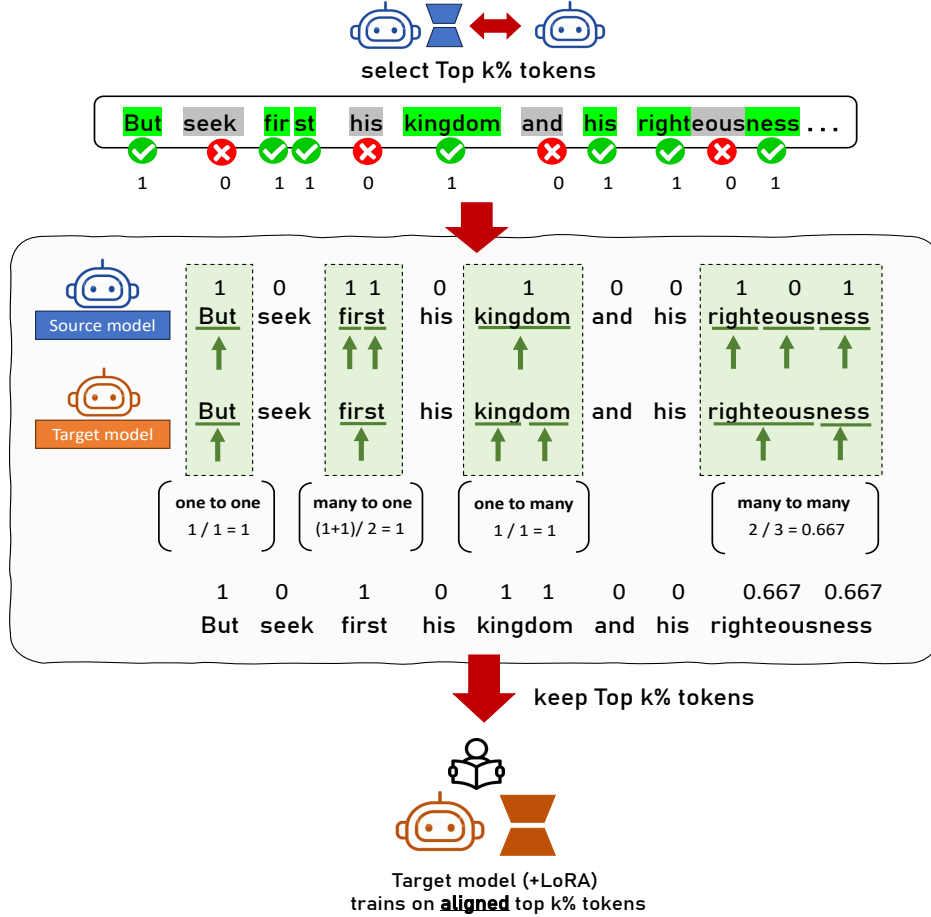 select Top k% tokens
But seek first his kingdom and his righteousness ...
1 0 1 1 0 1 0 1 1 0 1
1 0 1 1 0 1 0 0 1 0 1
Source model
But seek first his kingdom and his righteousness
Target model
But seek first his kingdom and his righteousness
one to one many to one one to many many to many
1 / 1 = 1 (1+1)/ 2 = 1 1 / 1 = 1 2 / 3 = 0.667
1 0 1 0 1 1 0 0 0.667 0.667
But seek first his kingdom and his righteousness
keep Top k% tokens
Target model (+LoRA)
trains on aligned top k% tokens